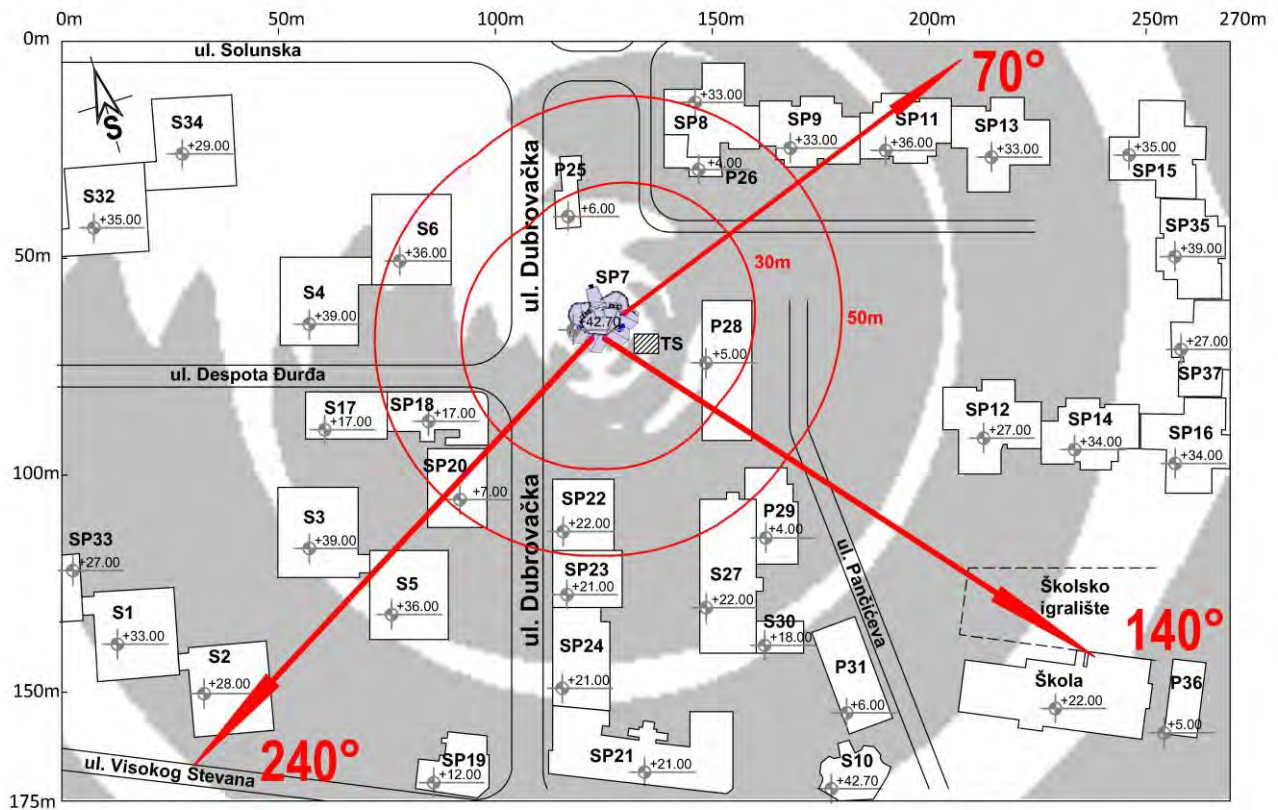 0m
50m
100m
150m
200m
250m
270m
0m
50m
100m
150m
175m
ul. Solunska
S
S34
+29.00
S32
+35.00
S6
+36.00
S4
+39.00
ul. Dubrovačka
P25
+6.00
SP8
+33.00
+4.00
P26
SP9
+33.00
SP11
+36.00
SP13
+33.00
70°
SP15
+35.00
SP35
+39.00
+27.00
SP37
30m
50m
SP7
+42.70
TS
P28
+5.00
ul. Despota Đurđa
S17
+17.00
SP18
+17.00
SP20
+7.00
SP12
+27.00
SP14
+34.00
SP16
+34.00
S3
+39.00
S5
+36.00
SP33
+27.00
S1
+33.00
S2
+28.00
240°
ul. Visokog Stevana
ul. Dubrovačka
SP22
+22.00
SP23
+21.00
SP24
+21.00
SP21
+21.00
SP19
+12.00
P29
+4.00
S27
+22.00
S30
+18.00
P31
+6.00
S10
+42.70
ul. Pančićeva
Školsko
igralište
140°
Škola
+22.00
P36
+5.00